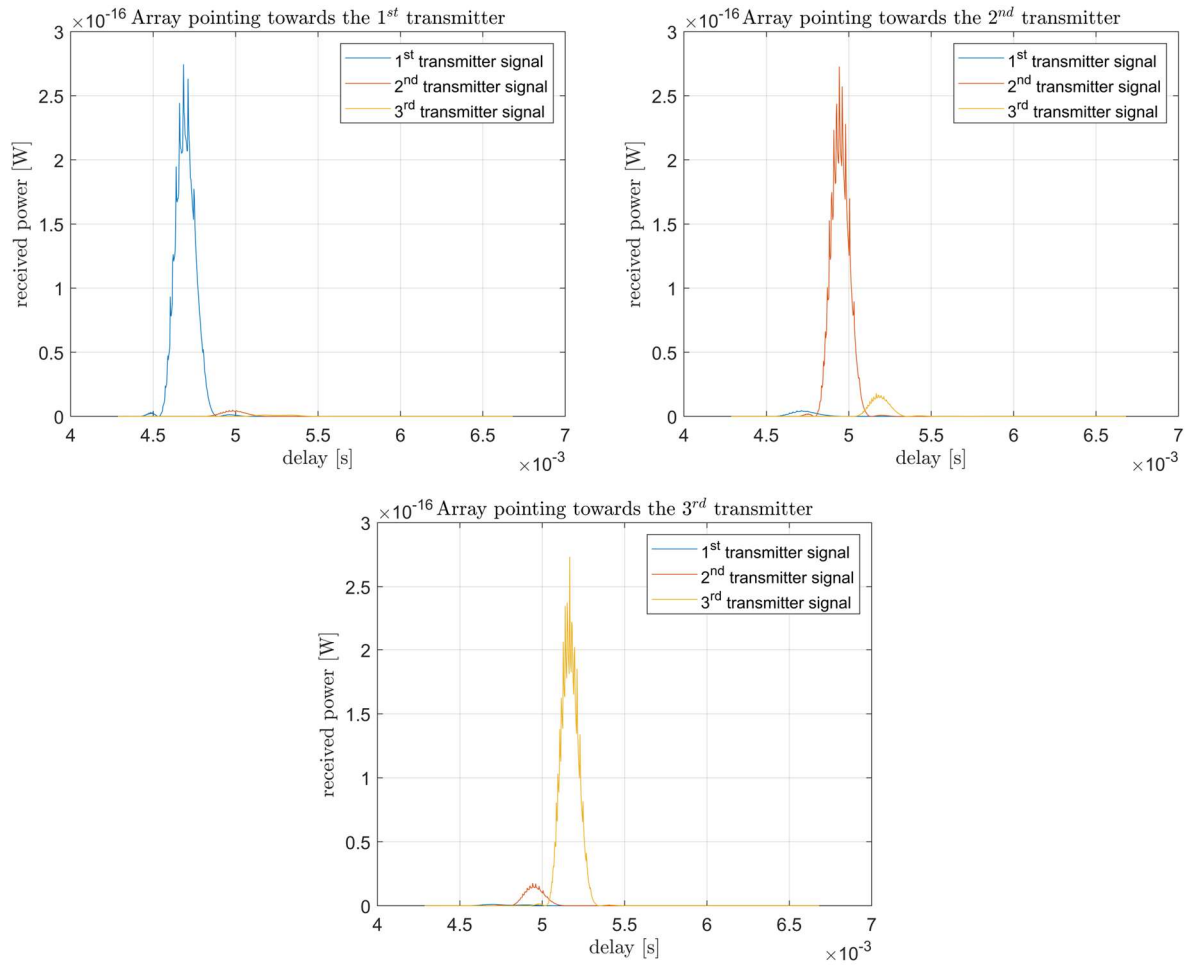 ×10⁻¹⁶ Array pointing towards the 1ˢᵗ transmitter
3
2.5
2
1.5
1
0.5
0
received power [W]
1ˢᵗ transmitter signal
2ⁿᵈ transmitter signal
3ʳᵈ transmitter signal
4 4.5 5 5.5 6 6.5 7
delay [s]
×10⁻³
×10⁻¹⁶ Array pointing towards the 2ⁿᵈ transmitter
3
2.5
2
1.5
1
0.5
0
received power [W]
1ˢᵗ transmitter signal
2ⁿᵈ transmitter signal
3ʳᵈ transmitter signal
4 4.5 5 5.5 6 6.5 7
delay [s]
×10⁻³
×10⁻¹⁶ Array pointing towards the 3ʳᵈ transmitter
3
2.5
2
1.5
1
0.5
0
received power [W]
1ˢᵗ transmitter signal
2ⁿᵈ transmitter signal
3ʳᵈ transmitter signal
4 4.5 5 5.5 6 6.5 7
delay [s]
×10⁻³